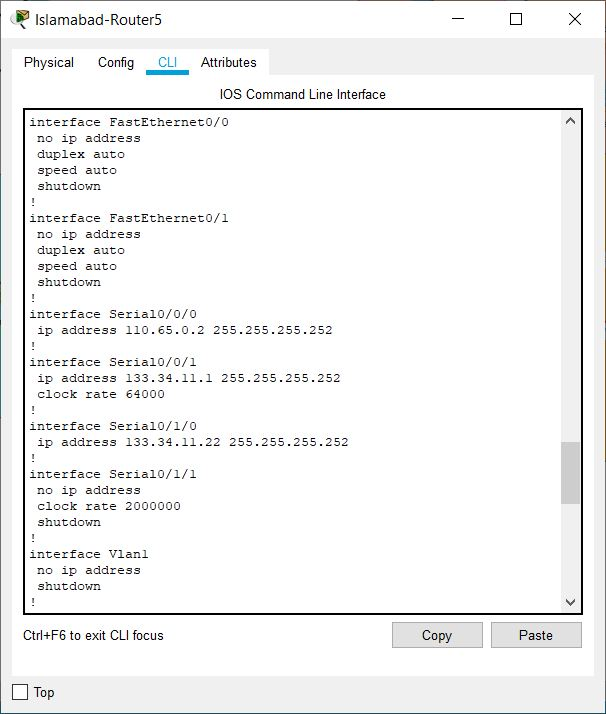 Islamabad-Router5
Physical Config CLI Attributes
IOS Command Line Interface
interface FastEthernet0/0
 no ip address
 duplex auto
 speed auto
 shutdown
!
interface FastEthernet0/1
 no ip address
 duplex auto
 speed auto
 shutdown
!
interface Serial0/0/0
 ip address 110.65.0.2 255.255.255.252
!
interface Serial0/0/1
 ip address 133.34.11.1 255.255.255.252
 clock rate 64000
!
interface Serial0/1/0
 ip address 133.34.11.22 255.255.255.252
!
interface Serial0/1/1
 no ip address
 clock rate 2000000
 shutdown
!
interface Vlan1
 no ip address
 shutdown
!
Ctrl+F6 to exit CLI focus Copy Paste
Top